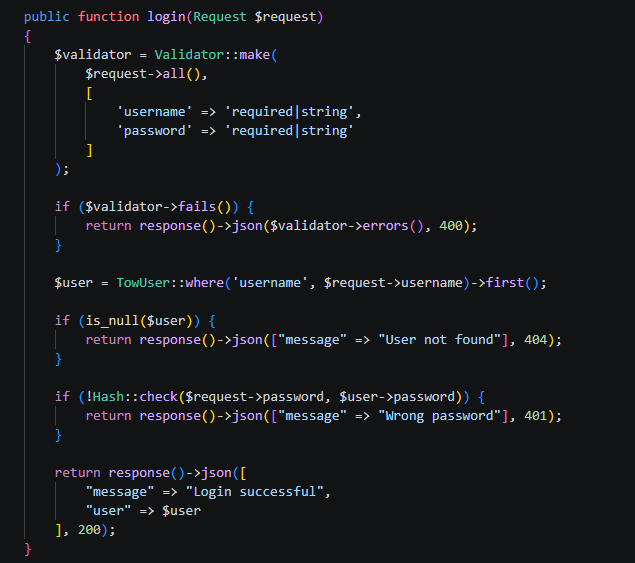 public function login(Request $request)
{
    $validator = Validator::make(
        $request->all(),
        [
            'username' => 'required|string',
            'password' => 'required|string'
        ]
    );

    if ($validator->fails()) {
        return response()->json($validator->errors(), 400);
    }

    $user = TowUser::where('username', $request->username)->first();

    if (is_null($user)) {
        return response()->json(["message" => "User not found"], 404);
    }

    if (!Hash::check($request->password, $user->password)) {
        return response()->json(["message" => "Wrong password"], 401);
    }

    return response()->json([
        "message" => "Login successful",
        "user" => $user
    ], 200);
}